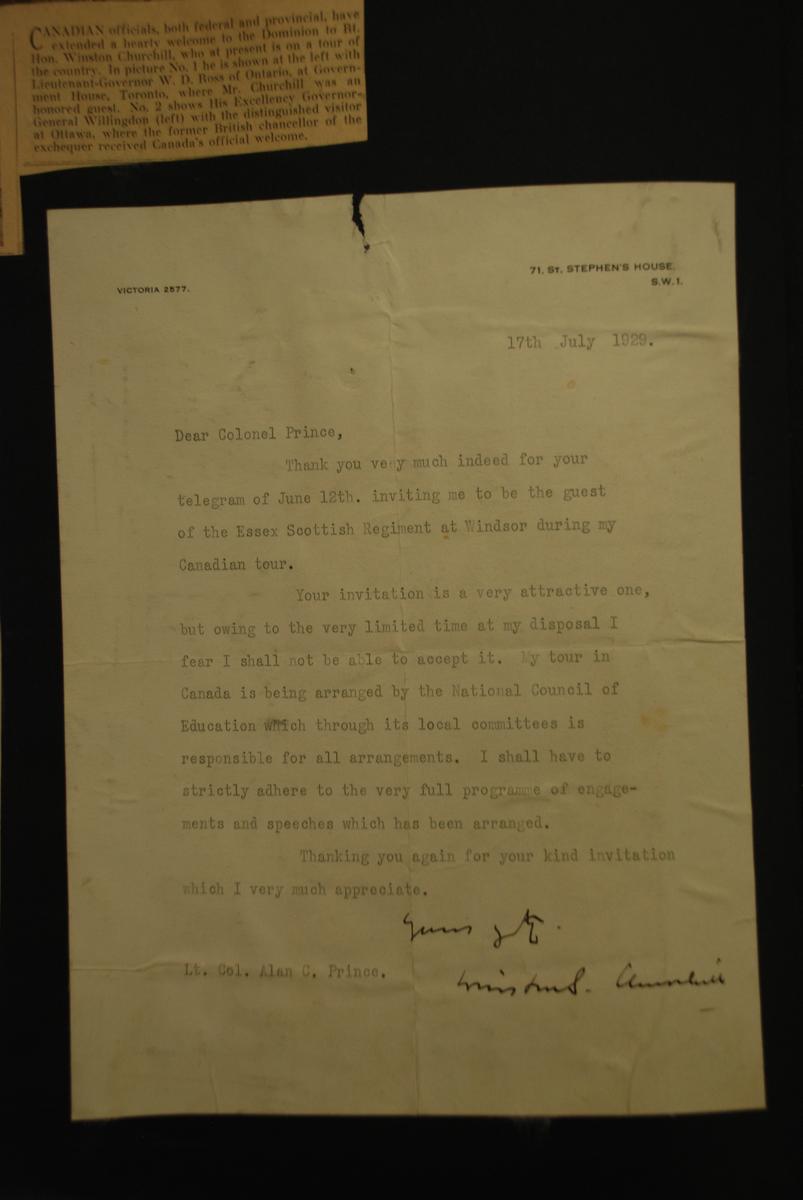 CANADIAN officials, both federal and provincial, have
extended a hearty welcome to the Dominion to Rt.
Hon. Winston Churchill, who at present is on a tour of
the country. In picture No. 1 he is shown at the left with
Lieutenant-Governor W. D. Ross of Ontario, at Govern-
ment House, Toronto, where Mr. Churchill was an
honored guest. No. 2 shows His Excellency Governor-
General Willingdon (left) with the distinguished visitor
at Ottawa, where the former British chancellor of the
exchequer received Canada's official welcome.
VICTORIA 2577.
71, ST. STEPHEN'S HOUSE,
S.W.1.
17th July 1929.
Dear Colonel Prince,
Thank you very much indeed for your
telegram of June 12th. inviting me to be the guest
of the Essex Scottish Regiment at Windsor during my
Canadian tour.
Your invitation is a very attractive one,
but owing to the very limited time at my disposal I
fear I shall not be able to accept it. My tour in
Canada is being arranged by the National Council of
Education which through its local committees is
responsible for all arrangements. I shall have to
strictly adhere to the very full programme of engage-
ments and speeches which has been arranged.
Thanking you again for your kind invitation
which I very much appreciate.
Yours
Winston S. Churchill
Lt. Col. Alan C. Prince.